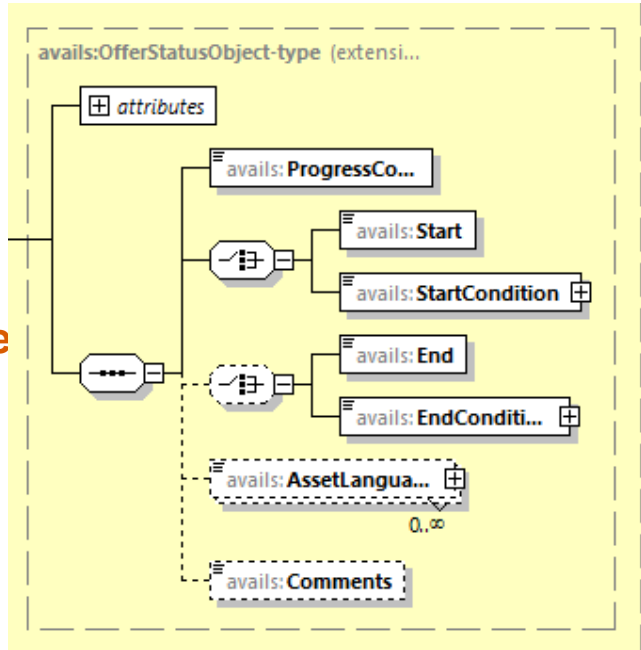 avails:OfferStatusObject-type (extensi...
attributes
avails:ProgressCo...
avails:Start
avails:StartCondition
e
avails:End
avails:EndConditi...
avails:AssetLangua...
0..∞
avails:Comments